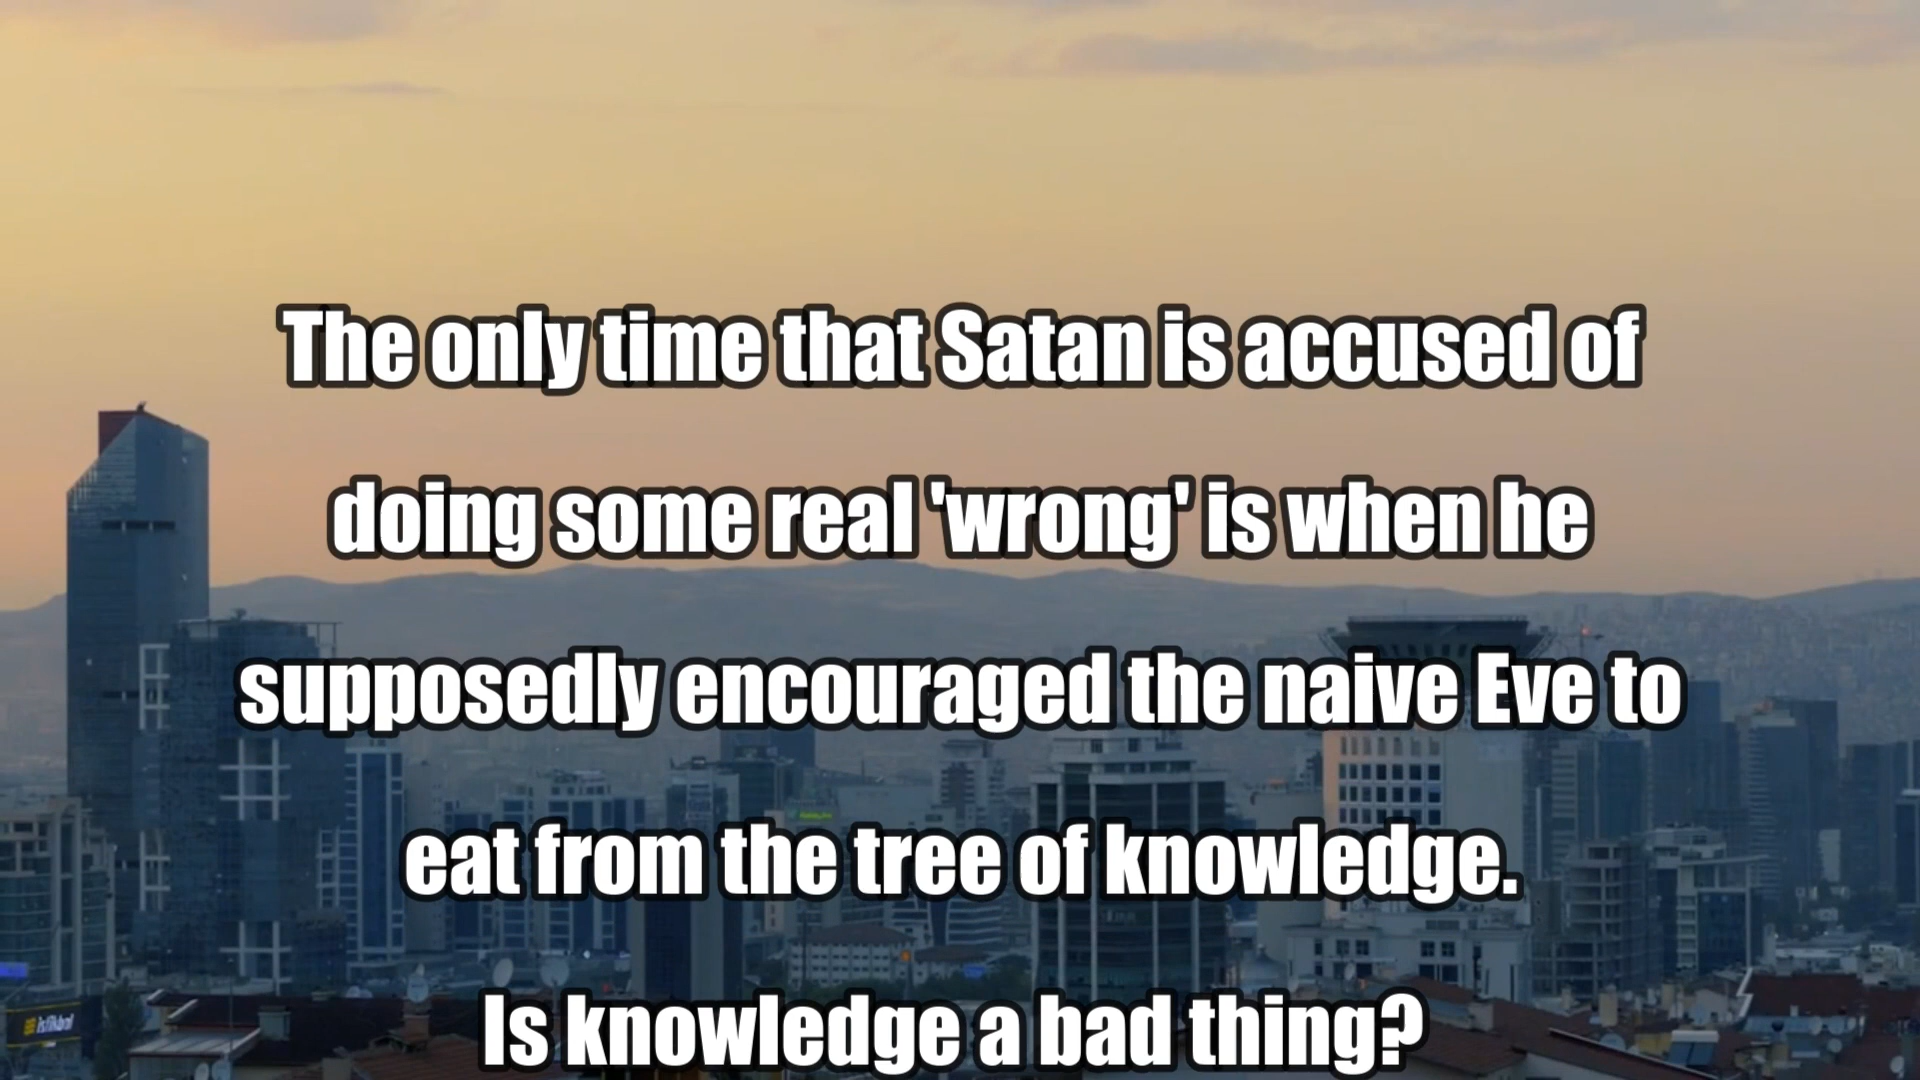 The only time that Satan is accused of
doing some real 'wrong' is when he
supposedly encouraged the naive Eve to
eat from the tree of knowledge.
Is knowledge a bad thing?
istikbal